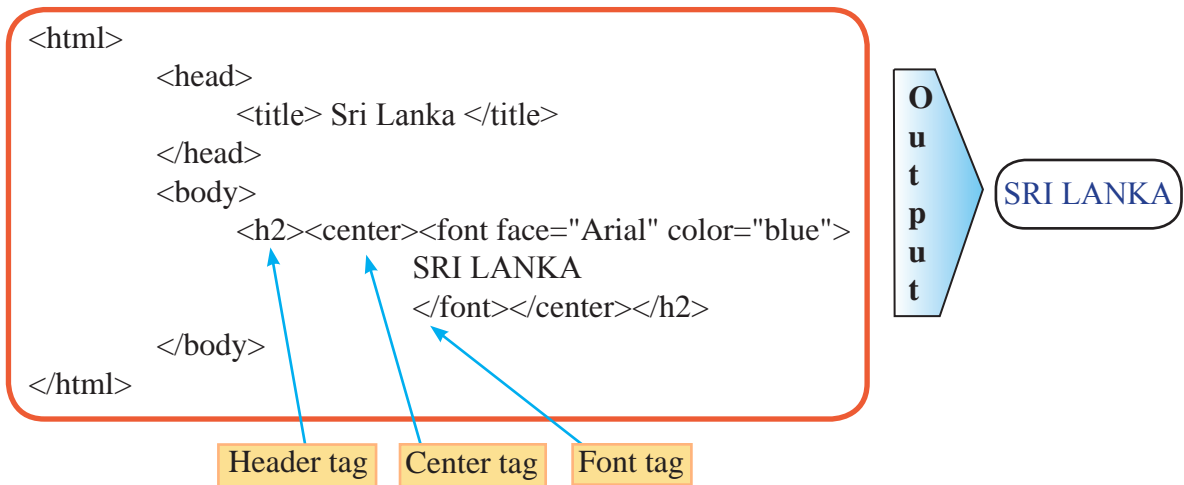 <html>
<head>
<title> Sri Lanka </title>
</head>
<body>
<h2><center><font face="Arial" color="blue">
SRI LANKA
</font></center></h2>
</body>
</html>
Header tag
Center tag
Font tag
Output
SRI LANKA